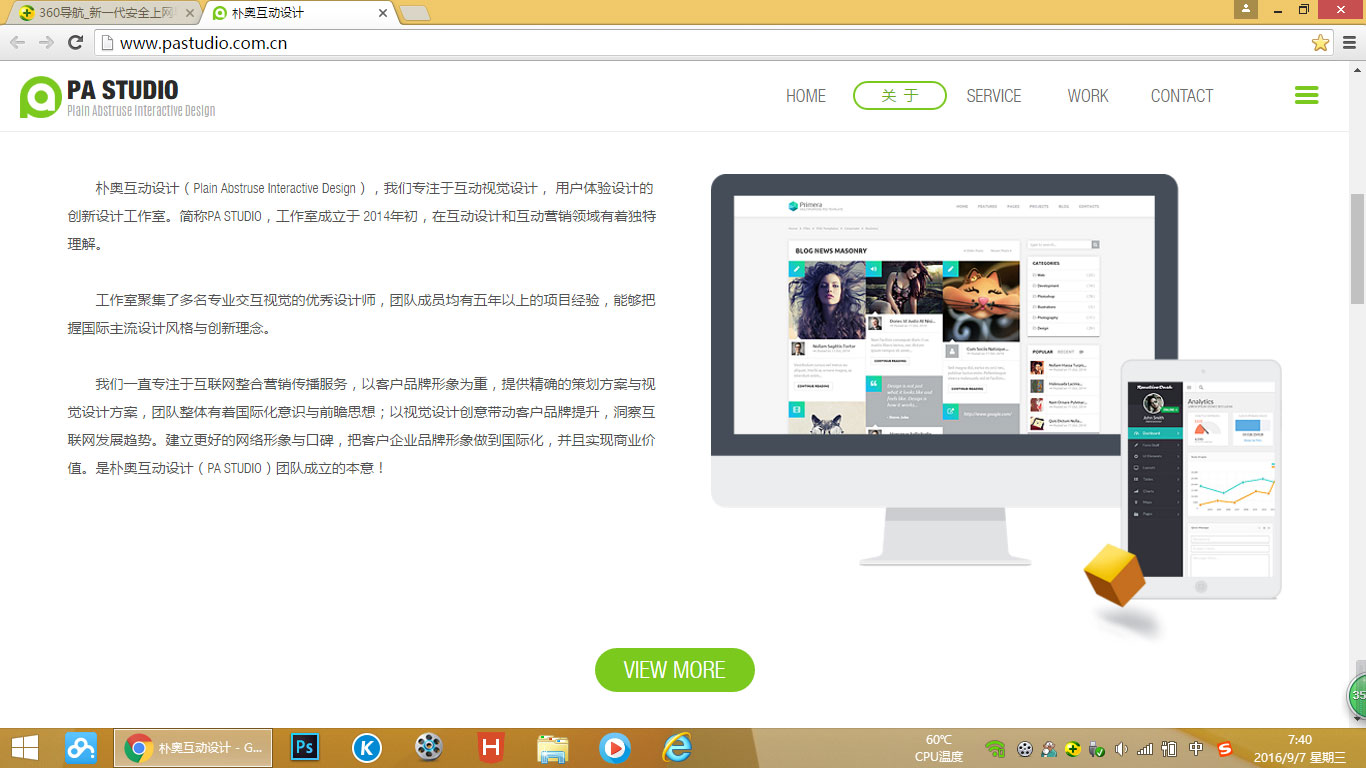 360导航_新一代安全上网
朴奥互动设计
www.pastudio.com.cn
PA STUDIO
Plain Abstruse Interactive Design
HOME
关 于
SERVICE
WORK
CONTACT
朴奥互动设计（Plain Abstruse Interactive Design），我们专注于互动视觉设计， 用户体验设计的
创新设计工作室。简称PA STUDIO，工作室成立于 2014年初，在互动设计和互动营销领域有着独特
理解。
工作室聚集了多名专业交互视觉的优秀设计师，团队成员均有五年以上的项目经验，能够把
握国际主流设计风格与创新理念。
我们一直专注于互联网整合营销传播服务，以客户品牌形象为重，提供精确的策划方案与视
觉设计方案，团队整体有着国际化意识与前瞻思想；以视觉设计创意带动客户品牌提升，洞察互
联网发展趋势。建立更好的网络形象与口碑，把客户企业品牌形象做到国际化，并且实现商业价
值。是朴奥互动设计（PA STUDIO）团队成立的本意！
Primera
HOME FEATURES PAGES PROJECTS BLOG CONTACTS
BLOG NEWS MASONRY
CATEGORIES
Web
Development
Photoshop
Illustrations
Photography
Design
POPULAR RECENT
CONTINUE READING
CONTINUE READING
CONTINUE READING
http://www.google.com/
Analytics
John Smith
Dashboard
VIEW MORE
35
朴奥互动设计 - G...
Ps
K
H
60℃
CPU温度
中
S
7:40
2016/9/7 星期三